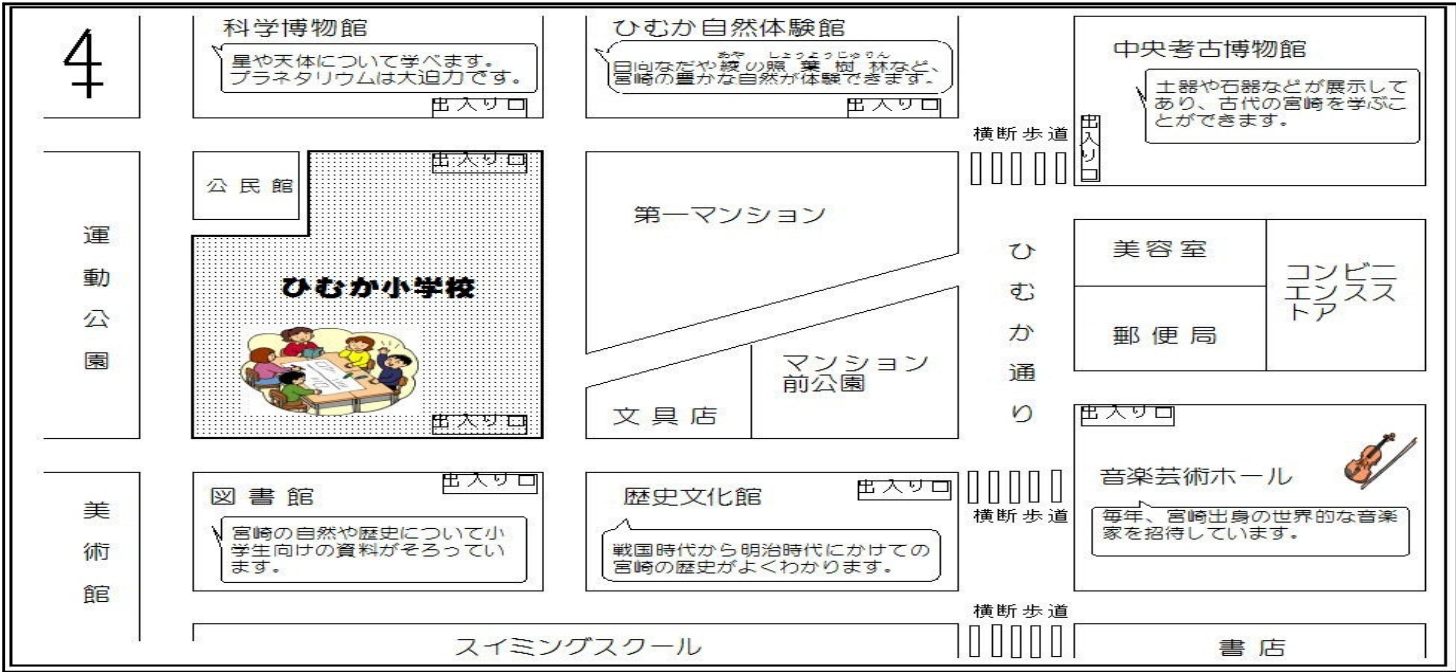 4
科学博物館
星や天体について学べます。
プラネタリウムは大迫力です。
出入り口
ひむか自然体験館
あや しょうようじゅりん
日向なだや綾の照葉樹林など、
宮崎の豊かな自然が体験できます。
出入り口
中央考古博物館
土器や石器などが展示して
あり、古代の宮崎を学ぶこ
とができます。
出入り口
横断歩道
運動公園
公民館
出入り口
ひむか小学校
出入り口
第一マンション
文具店
マンション
前公園
ひむか通り
美容室
郵便局
コンビニ
エンスス
トア
美術館
図書館
出入り口
宮崎の自然や歴史について小
学生向けの資料がそろってい
ます。
歴史文化館
出入り口
戦国時代から明治時代にかけての
宮崎の歴史がよくわかります。
横断歩道
出入り口
音楽芸術ホール
毎年、宮崎出身の世界的な音楽
家を招待しています。
横断歩道
スイミングスクール
書店